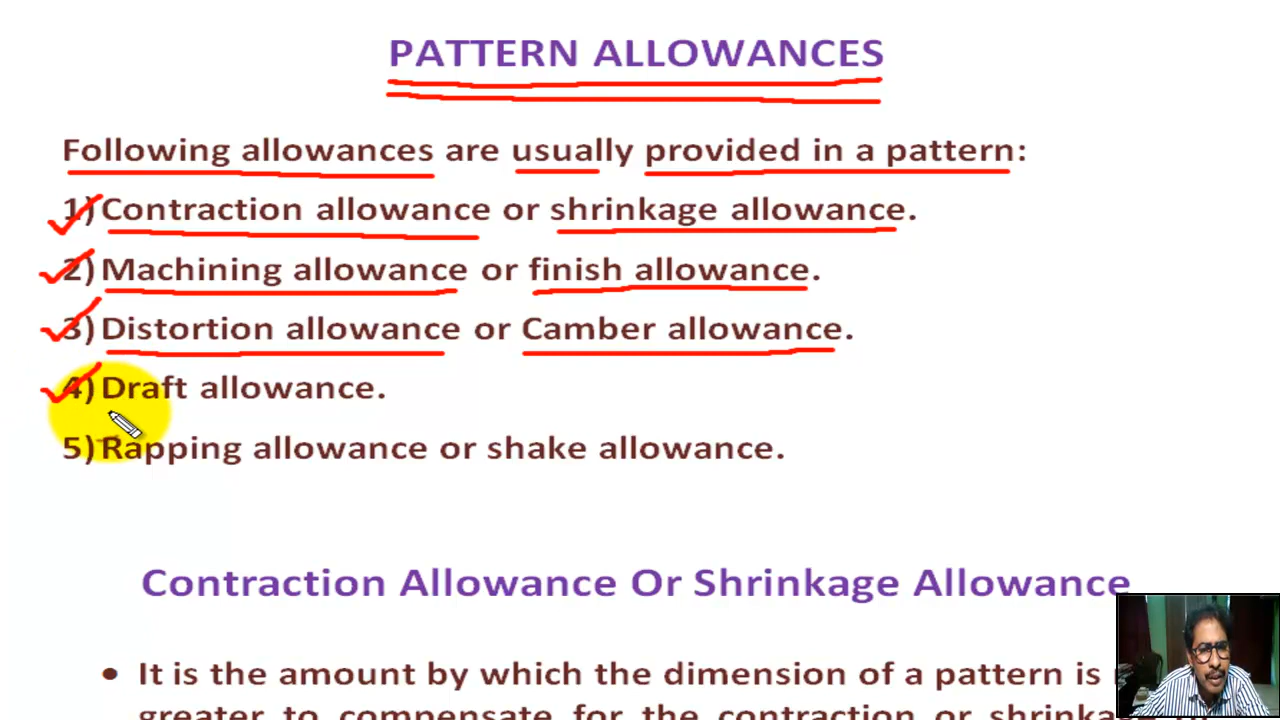 PATTERN ALLOWANCES
Following allowances are usually provided in a pattern:
1) Contraction allowance or shrinkage allowance.
2) Machining allowance or finish allowance.
3) Distortion allowance or Camber allowance.
4) Draft allowance.
5) Rapping allowance or shake allowance.
Contraction Allowance Or Shrinkage Allowance
• It is the amount by which the dimension of a pattern is
greater to compensate for the contraction or